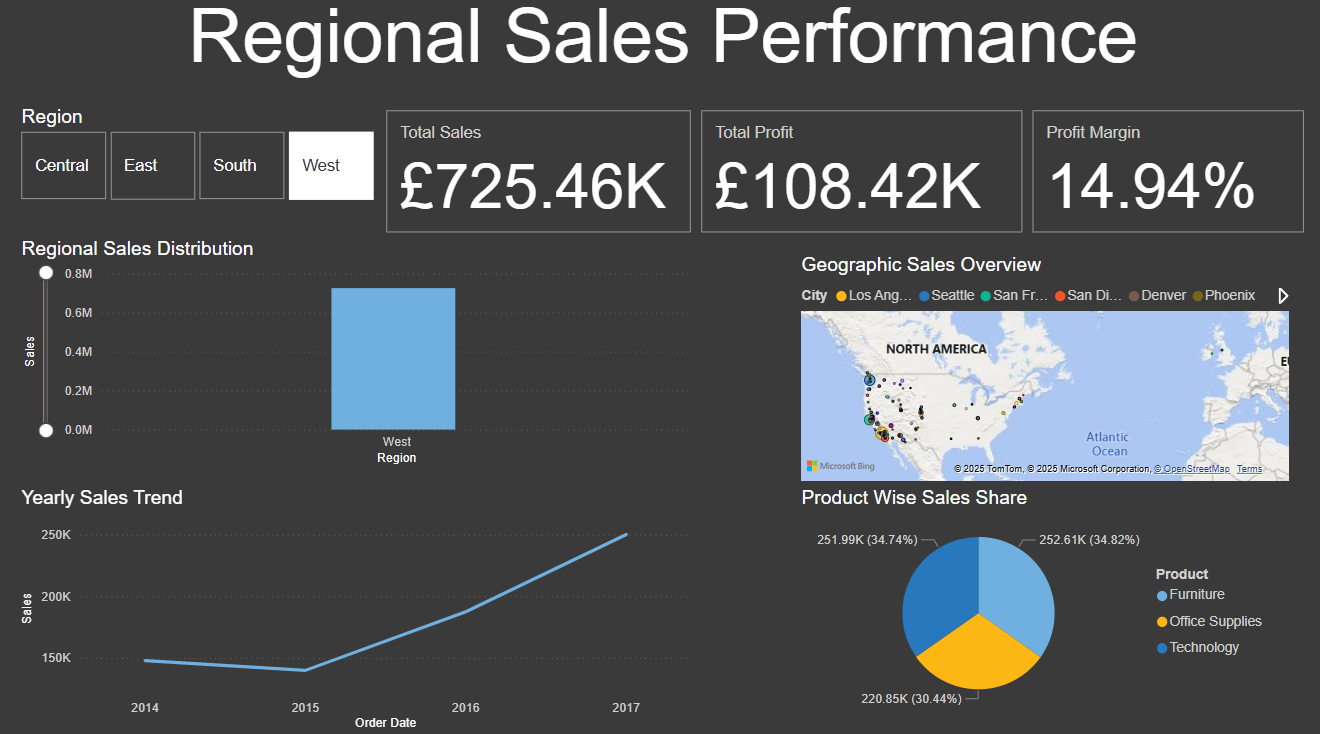 Regional Sales Performance
Region
Central
East
South
West
Total Sales
£725.46K
Total Profit
£108.42K
Profit Margin
14.94%
Regional Sales Distribution
0.8M
0.6M
0.4M
0.2M
0.0M
Sales
West
Region
Geographic Sales Overview
City Los Ang... Seattle San Fr... San Di... Denver Phoenix
NORTH AMERICA
EU
Atlantic
Ocean
Microsoft Bing
© 2025 TomTom, © 2025 Microsoft Corporation, © OpenStreetMap Terms
Yearly Sales Trend
250K
200K
150K
Sales
2014 2015 2016 2017
Order Date
Product Wise Sales Share
251.99K (34.74%)
252.61K (34.82%)
220.85K (30.44%)
Product
Furniture
Office Supplies
Technology